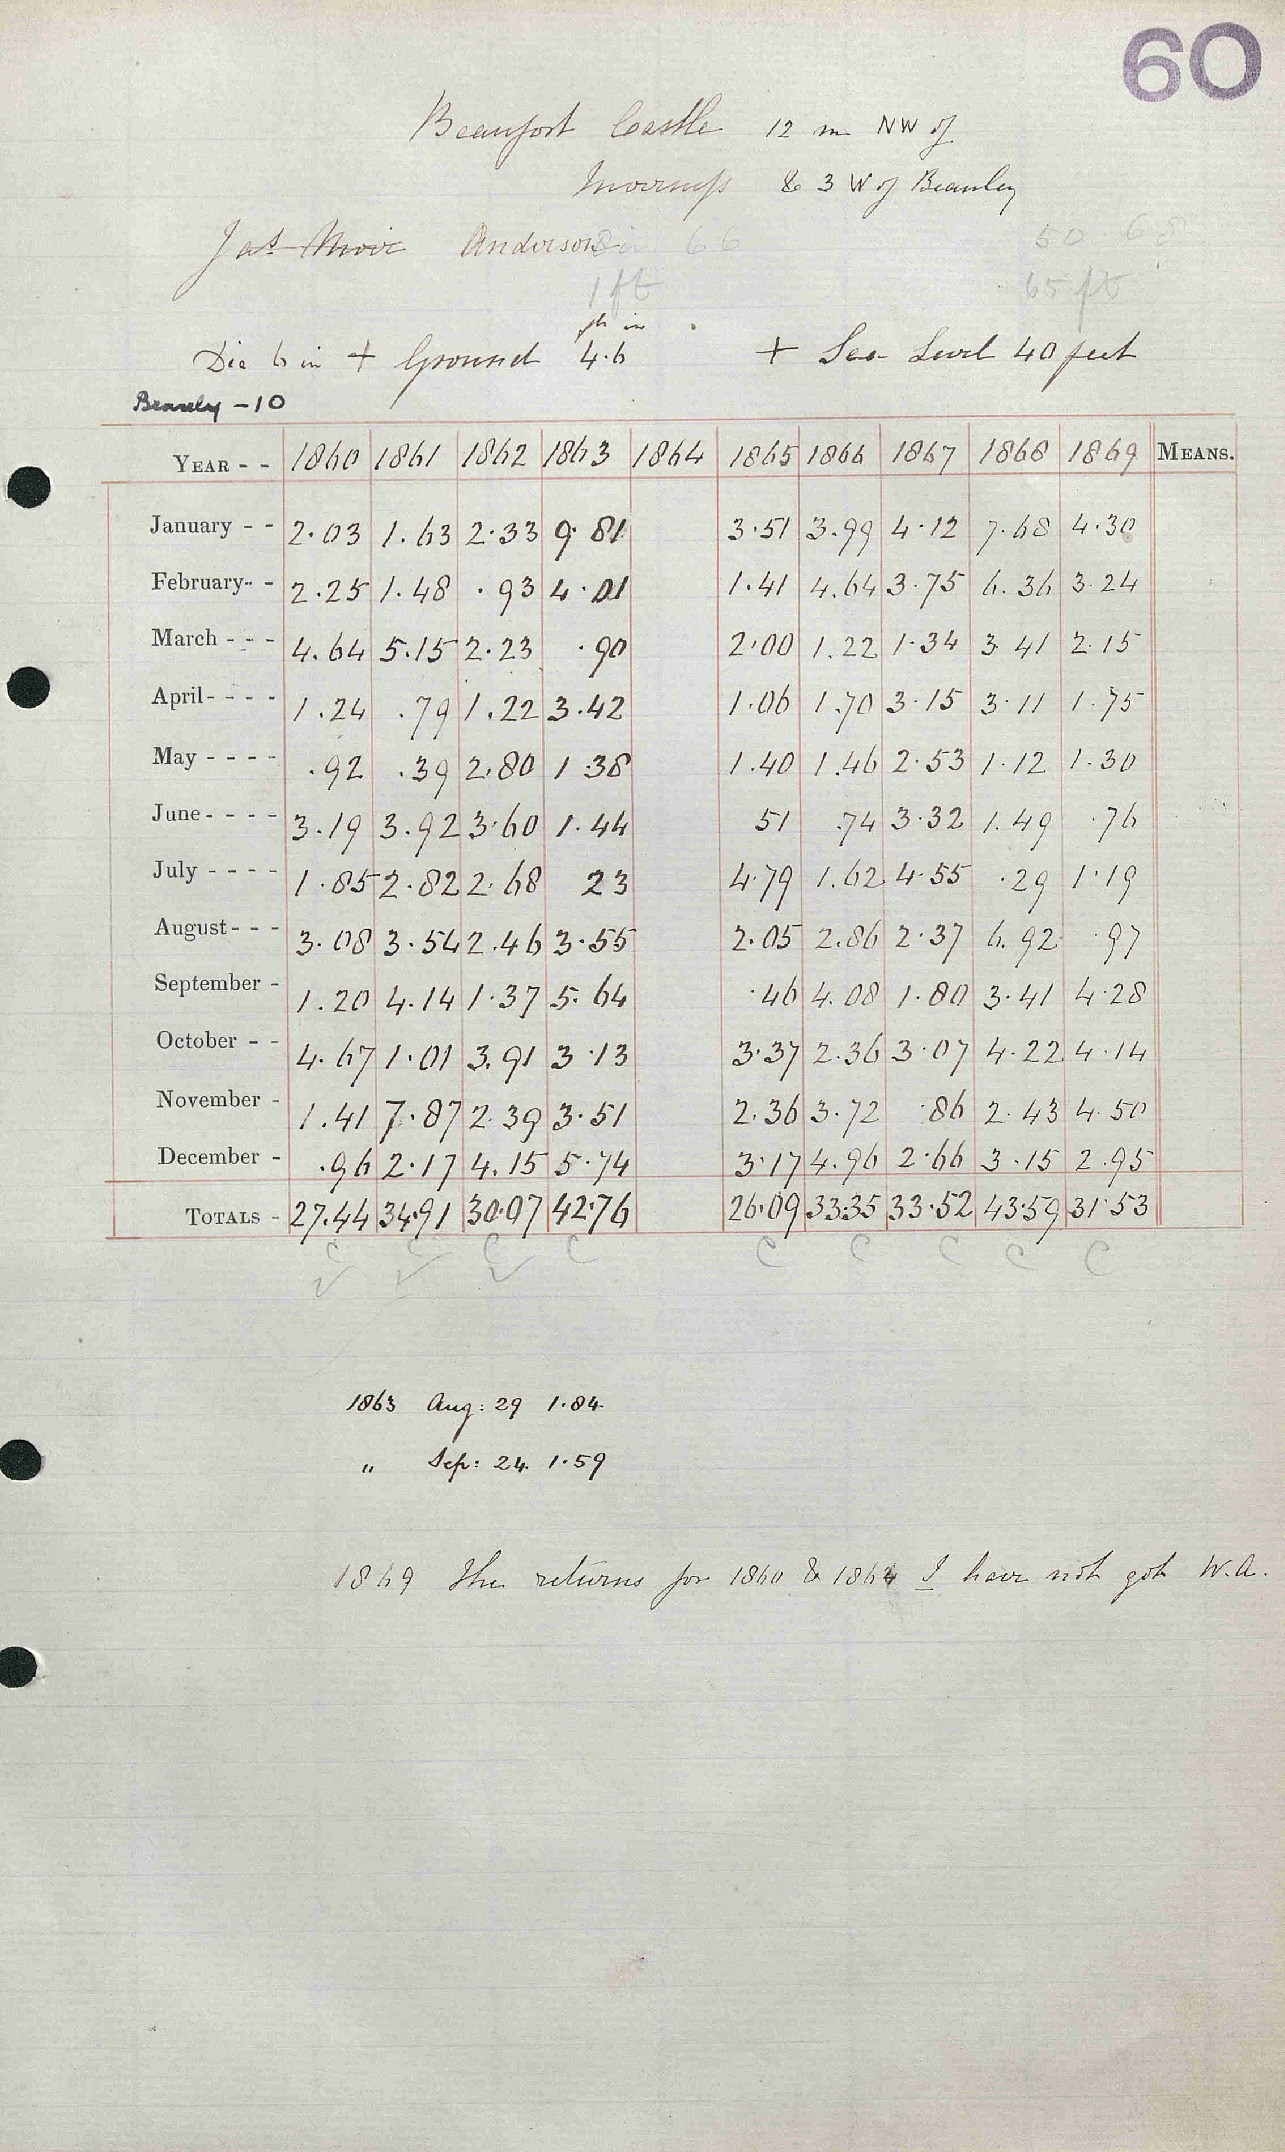 60
Beaufort Castle 12 m NW of
Inverness & 3 W of Beauley
Jas Moir Anderson 8 in 66 50 68
1 ft 65 ft
ft in
Dia 6 in + Ground 4.6 + Sea Level 40 feet
Beauly - 10
YEAR - - 1860 1861 1862 1863 1864 1865 1866 1867 1868 1869 MEANS.
January - - 2.03 1.63 2.33 9.81 3.51 3.99 4.12 7.68 4.30
February - - 2.25 1.48 .93 4.01 1.41 4.64 3.75 6.36 3.24
March - - - 4.64 5.15 2.23 .90 2.00 1.22 1.34 3.41 2.15
April - - - - 1.24 .79 1.22 3.42 1.06 1.70 3.15 3.11 1.75
May - - - - .92 .39 2.80 1.38 1.40 1.46 2.53 1.12 1.30
June - - - - 3.19 3.92 3.60 1.44 51 .74 3.32 1.49 .76
July - - - - 1.85 2.82 2.68 23 4.79 1.62 4.55 .29 1.19
August - - - 3.08 3.54 2.46 3.55 2.05 2.86 2.37 6.92 .97
September - 1.20 4.14 1.37 5.64 .46 4.08 1.80 3.41 4.28
October - - 4.67 1.01 3.91 3.13 3.37 2.36 3.07 4.22 4.14
November - 1.41 7.87 2.39 3.51 2.36 3.72 .86 2.43 4.50
December - .96 2.17 4.15 5.74 3.17 4.96 2.66 3.15 2.95
TOTALS - 27.44 34.91 30.07 42.76 26.09 33.35 33.52 43.59 31.53
C C C C C C C C C
1863 Aug: 29 1.84
" Sep: 24. 1.59
1869 The returns for 1860 & 1864 I have not got W.A.